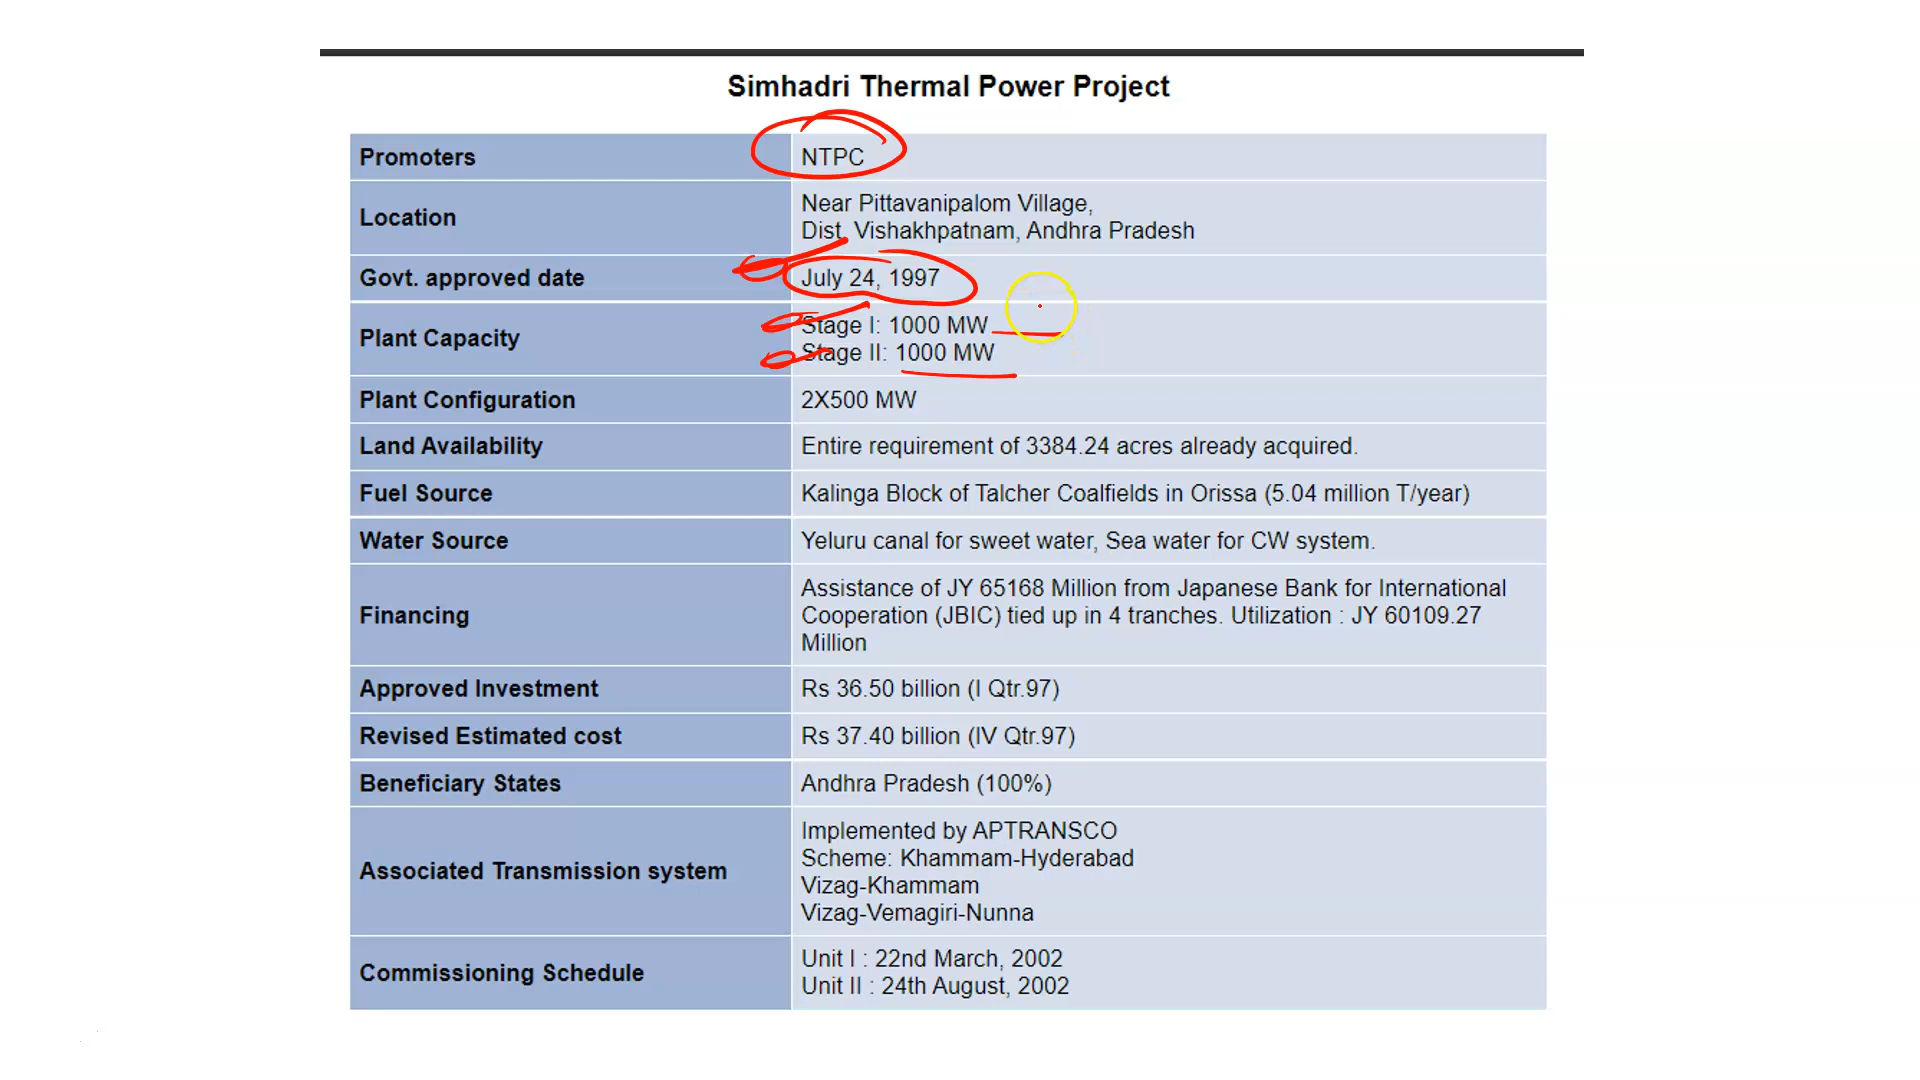 Simhadri Thermal Power Project
Promoters
NTPC
Location
Near Pittavanipalom Village,
Dist. Vishakhpatnam, Andhra Pradesh
Govt. approved date
July 24, 1997
Plant Capacity
Stage I: 1000 MW
Stage II: 1000 MW
Plant Configuration
2X500 MW
Land Availability
Entire requirement of 3384.24 acres already acquired.
Fuel Source
Kalinga Block of Talcher Coalfields in Orissa (5.04 million T/year)
Water Source
Yeluru canal for sweet water, Sea water for CW system.
Financing
Assistance of JY 65168 Million from Japanese Bank for International
Cooperation (JBIC) tied up in 4 tranches. Utilization : JY 60109.27
Million
Approved Investment
Rs 36.50 billion (I Qtr.97)
Revised Estimated cost
Rs 37.40 billion (IV Qtr.97)
Beneficiary States
Andhra Pradesh (100%)
Associated Transmission system
Implemented by APTRANSCO
Scheme: Khammam-Hyderabad
Vizag-Khammam
Vizag-Vemagiri-Nunna
Commissioning Schedule
Unit I : 22nd March, 2002
Unit II : 24th August, 2002